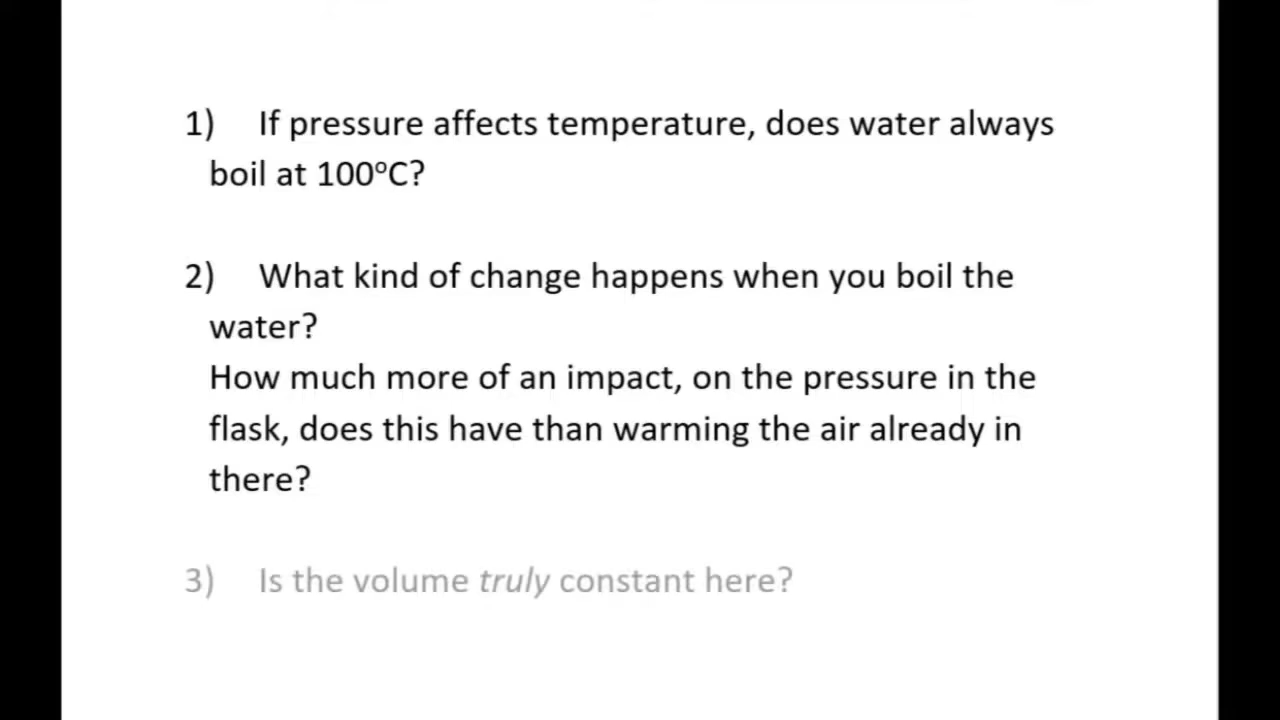 1) If pressure affects temperature, does water always
boil at 100ºC?
2) What kind of change happens when you boil the
water?
How much more of an impact, on the pressure in the
flask, does this have than warming the air already in
there?
3) Is the volume truly constant here?